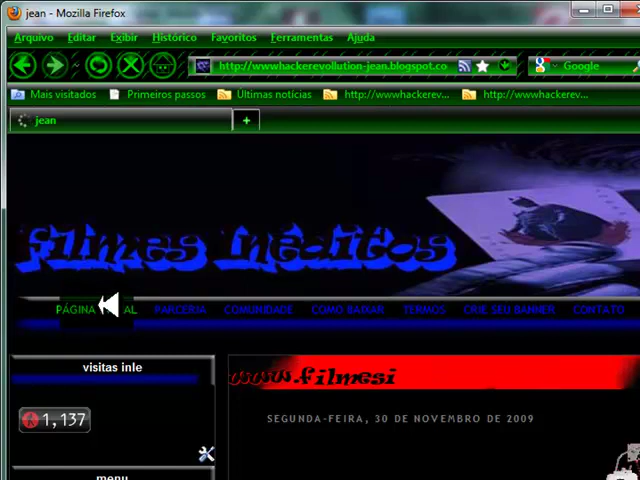 jean - Mozilla Firefox
Arquivo Editar Exibir Histórico Favoritos Ferramentas Ajuda
http://wwwhackerevollution-jean.blogspot.co Google
Mais visitados Primeiros passos Últimas notícias http://wwwhackerev... http://wwwhackerev...
jean +
filmes inéditos
PÁGINA AL PARCERIA COMUNIDADE COMO BAIXAR TERMOS CRIE SEU BANNER CONTATO
visitas inle
www.filmesi
SEGUNDA-FEIRA, 30 DE NOVEMBRO DE 2009
1,137
menu